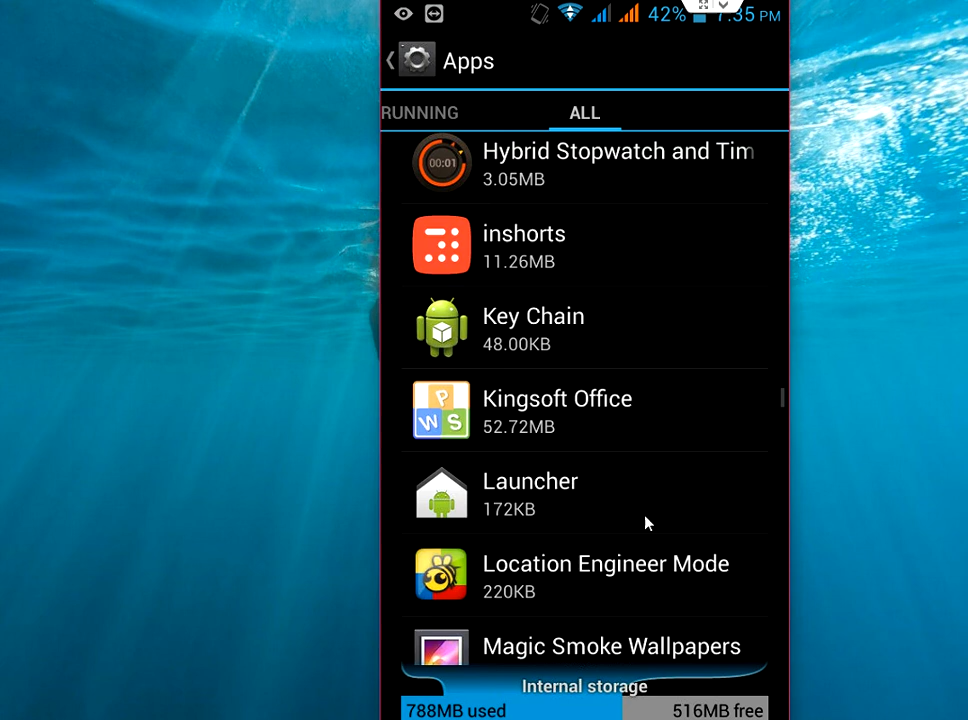 42% 7:35 PM
Apps
RUNNING ALL
Hybrid Stopwatch and Tim
00:01
3.05MB
inshorts
11.26MB
Key Chain
48.00KB
Kingsoft Office
P
W S
52.72MB
Launcher
172KB
Location Engineer Mode
220KB
Magic Smoke Wallpapers
Internal storage
788MB used 516MB free